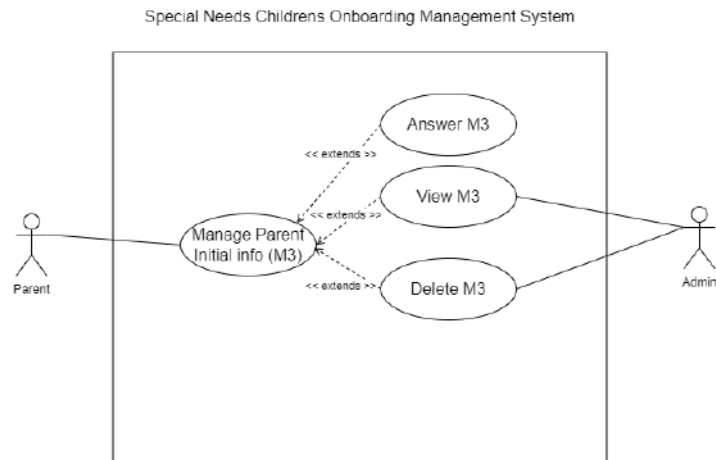 Special Needs Childrens Onboarding Management System
Answer M3
<< extends >>
View M3
<< extends >>
Manage Parent
Initial info (M3)
Delete M3
<< extends >>
Parent
Admin